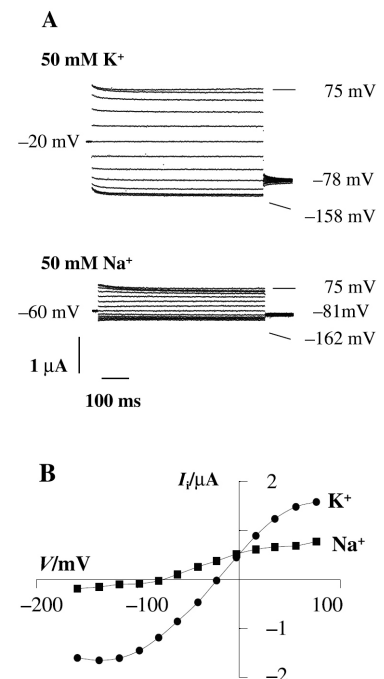 A
50 mM K⁺
75 mV
−20 mV
−78 mV
−158 mV
50 mM Na⁺
75 mV
−60 mV
−81mV
−162 mV
1 µA
100 ms
B
Iᵢ/µA
2
K⁺
Na⁺
V/mV
−200
−100
100
−1
−2